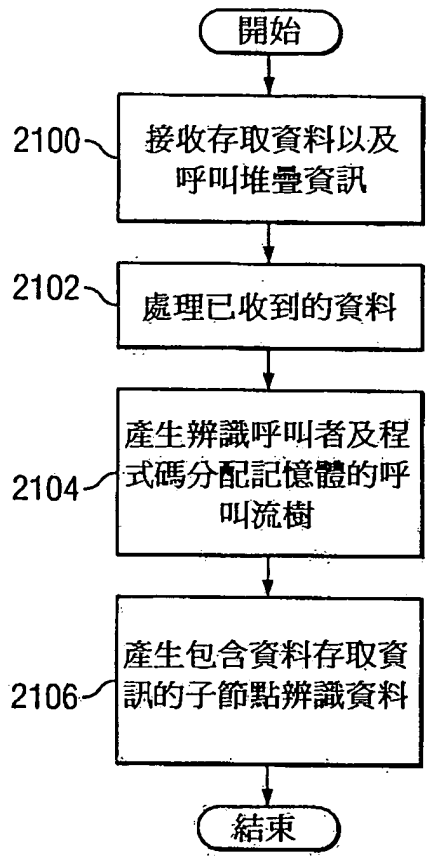 開始
2100
接收存取資料以及
呼叫堆疊資訊
2102
處理已收到的資料
2104
產生辨識呼叫者及程
式碼分配記憶體的呼
叫流樹
2106
產生包含資料存取資
訊的子節點辨識資料
結束